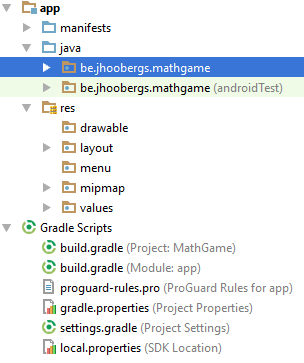 app
manifests
java
be.jhoobergs.mathgame
be.jhoobergs.mathgame (androidTest)
res
drawable
layout
menu
mipmap
values
Gradle Scripts
build.gradle (Project: MathGame)
build.gradle (Module: app)
proguard-rules.pro (ProGuard Rules for app)
gradle.properties (Project Properties)
settings.gradle (Project Settings)
local.properties (SDK Location)